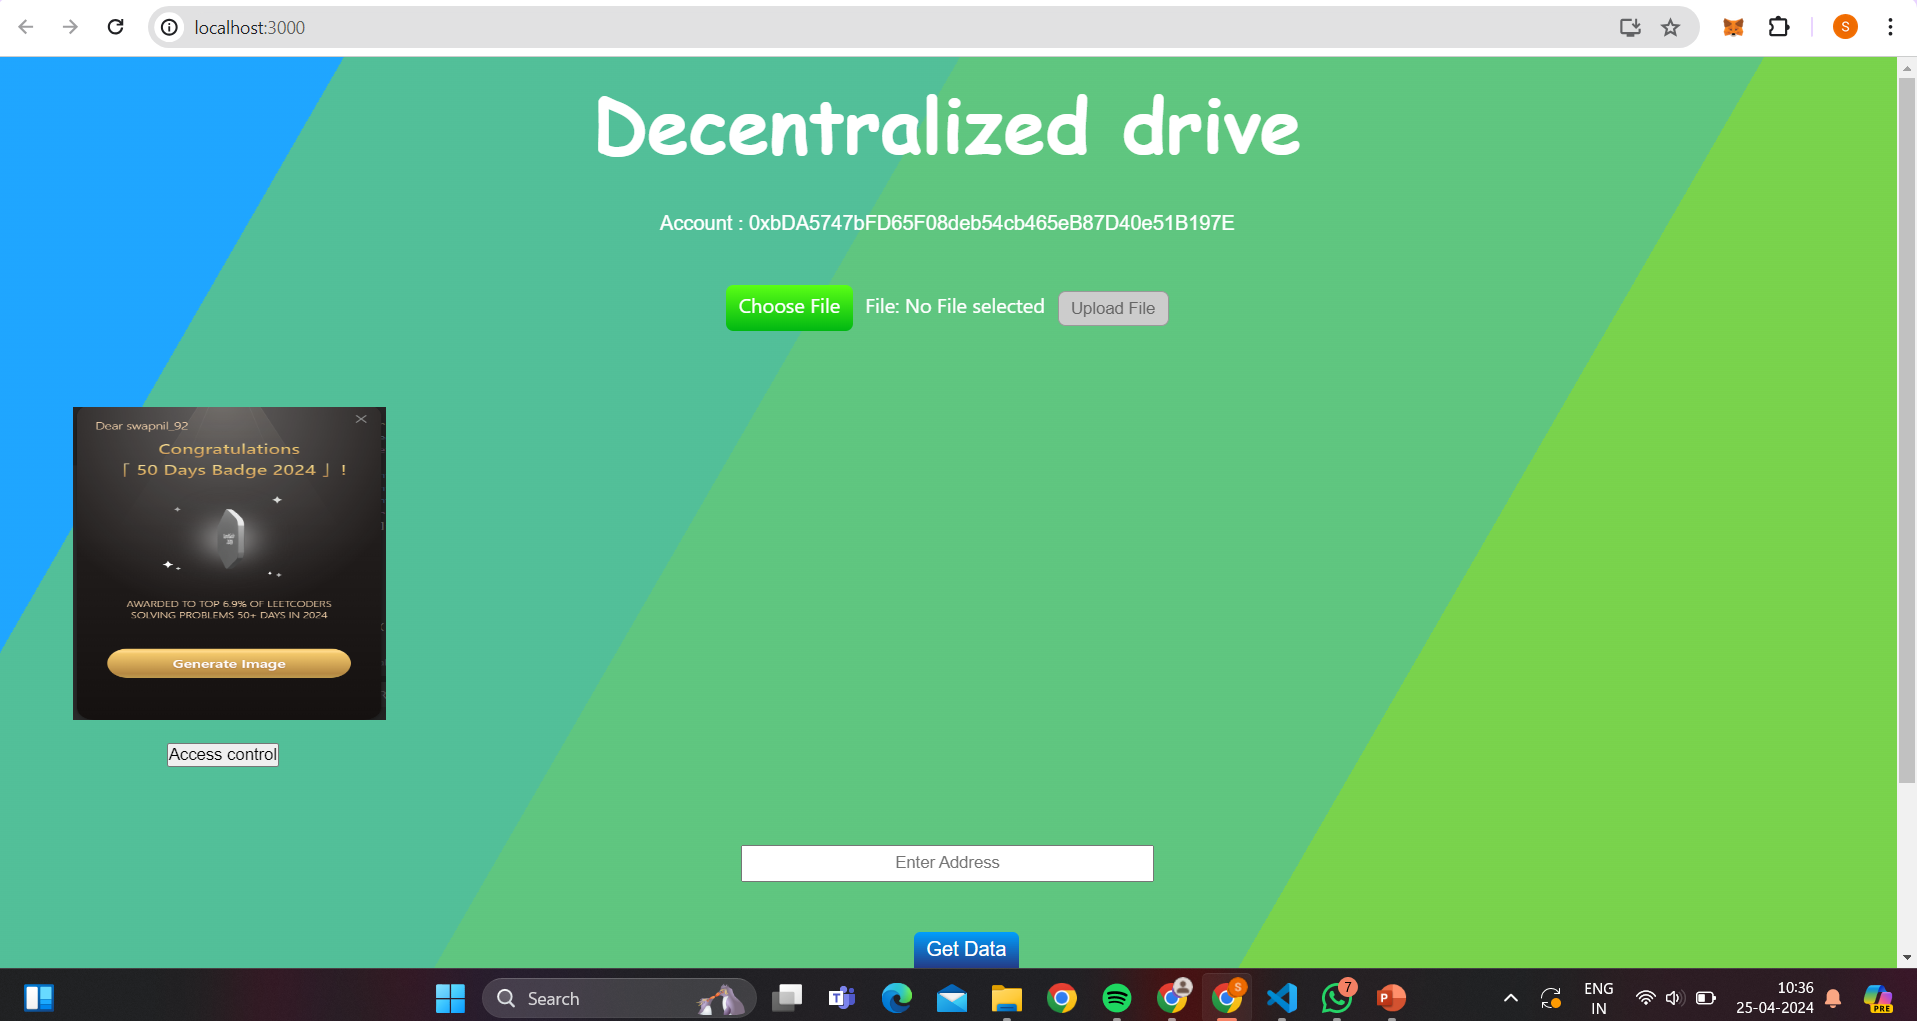 localhost:3000
S
Decentralized drive
Account : 0xbDA5747bFD65F08deb54cb465eB87D40e51B197E
Choose File File: No File selected Upload File
Dear swapnil_92
Congratulations
「 50 Days Badge 2024 」 !
AWARDED TO TOP 6.9% OF LEETCODERS
SOLVING PROBLEMS 50+ DAYS IN 2024
Generate Image
Access control
Enter Address
Get Data
Search
T
S
7
P
ENG
IN
10:36
25-04-2024
PRE